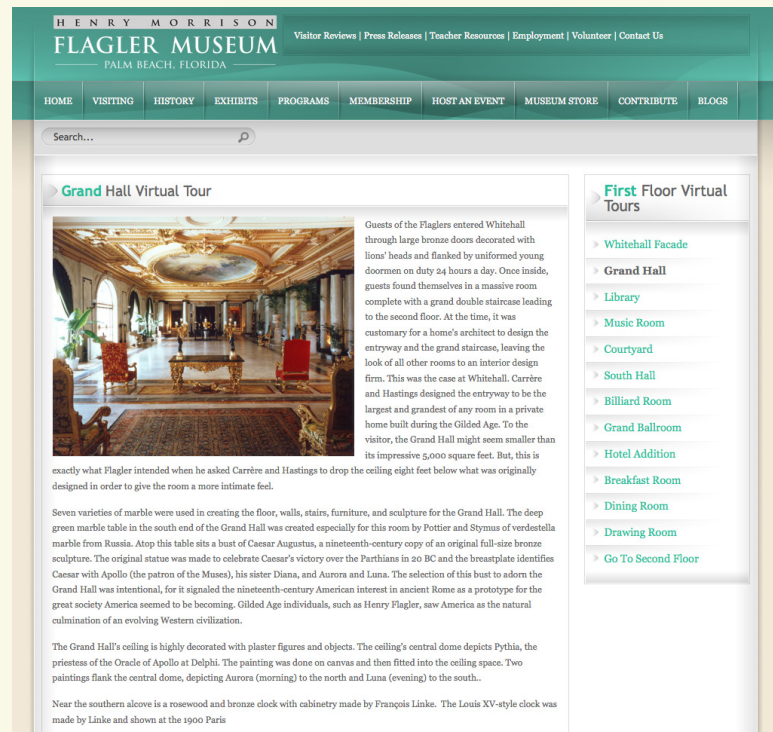 HENRY MORRISON
FLAGLER MUSEUM
PALM BEACH, FLORIDA
Visitor Reviews | Press Releases | Teacher Resources | Employment | Volunteer | Contact Us
HOME VISITING HISTORY EXHIBITS PROGRAMS MEMBERSHIP HOST AN EVENT MUSEUM STORE CONTRIBUTE BLOGS
Search...
Grand Hall Virtual Tour
Guests of the Flaglers entered Whitehall
through large bronze doors decorated with
lions' heads and flanked by uniformed young
doormen on duty 24 hours a day. Once inside,
guests found themselves in a massive room
complete with a grand double staircase leading
to the second floor. At the time, it was
customary for a home's architect to design the
entryway and the grand staircase, leaving the
look of all other rooms to an interior design
firm. This was the case at Whitehall. Carrère
and Hastings designed the entryway to be the
largest and grandest of any room in a private
home built during the Gilded Age. To the
visitor, the Grand Hall might seem smaller than
its impressive 5,000 square feet. But, this is
exactly what Flagler intended when he asked Carrère and Hastings to drop the ceiling eight feet below what was originally
designed in order to give the room a more intimate feel.
Seven varieties of marble were used in creating the floor, walls, stairs, furniture, and sculpture for the Grand Hall. The deep
green marble table in the south end of the Grand Hall was created especially for this room by Pottier and Stymus of verdestella
marble from Russia. Atop this table sits a bust of Caesar Augustus, a nineteenth-century copy of an original full-size bronze
sculpture. The original statue was made to celebrate Caesar's victory over the Parthians in 20 BC and the breastplate identifies
Caesar with Apollo (the patron of the Muses), his sister Diana, and Aurora and Luna. The selection of this bust to adorn the
Grand Hall was intentional, for it signaled the nineteenth-century American interest in ancient Rome as a prototype for the
great society America seemed to be becoming. Gilded Age individuals, such as Henry Flagler, saw America as the natural
culmination of an evolving Western civilization.
The Grand Hall's ceiling is highly decorated with plaster figures and objects. The ceiling's central dome depicts Pythia, the
priestess of the Oracle of Apollo at Delphi. The painting was done on canvas and then fitted into the ceiling space. Two
paintings flank the central dome, depicting Aurora (morning) to the north and Luna (evening) to the south..
Near the southern alcove is a rosewood and bronze clock with cabinetry made by François Linke. The Louis XV-style clock was
made by Linke and shown at the 1900 Paris
First Floor Virtual
Tours
Whitehall Facade
Grand Hall
Library
Music Room
Courtyard
South Hall
Billiard Room
Grand Ballroom
Hotel Addition
Breakfast Room
Dining Room
Drawing Room
Go To Second Floor